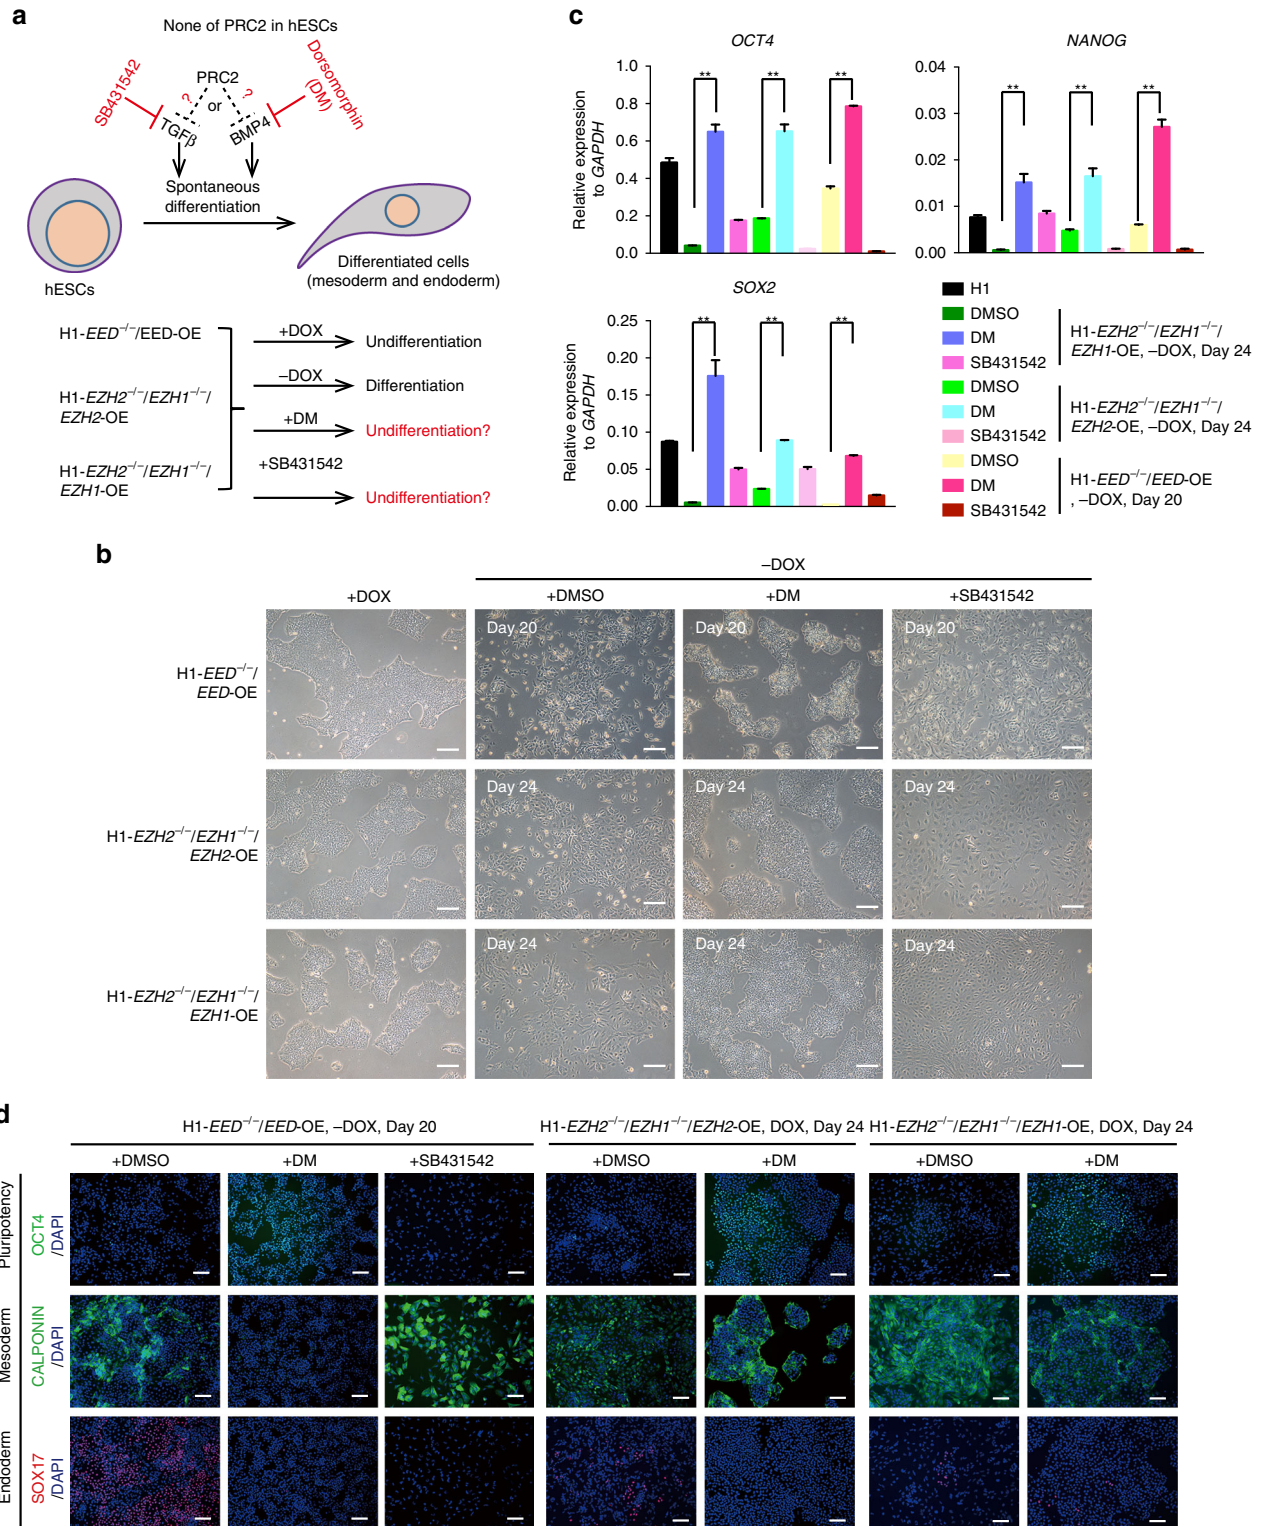 a
None of PRC2 in hESCs
SB431542
Dorsomorphin
(DM)
PRC2
?
?
or
TGFβ
BMP4
Spontaneous
differentiation
hESCs
Differentiated cells
(mesoderm and endoderm)
H1-EED−/−/EED-OE
H1-EZH2−/−/EZH1−/−/
EZH2-OE
H1-EZH2−/−/EZH1−/−/
EZH1-OE
+DOX
Undifferentiation
−DOX
Differentiation
+DM
Undifferentiation?
+SB431542
Undifferentiation?
c
OCT4
Relative expression
to GAPDH
1.0
0.8
0.6
0.4
0.2
0.0
**
**
**
NANOG
0.04
0.03
0.02
0.01
0.00
**
**
**
SOX2
Relative expression
to GAPDH
0.25
0.20
0.15
0.10
0.05
0.00
**
**
**
H1
DMSO
DM
SB431542
H1-EZH2−/−/EZH1−/−/
EZH1-OE, –DOX, Day 24
DMSO
DM
SB431542
H1-EZH2−/−/EZH1−/−/
EZH2-OE, –DOX, Day 24
DMSO
DM
SB431542
H1-EED−/−/EED-OE
, –DOX, Day 20
b
–DOX
+DOX
+DMSO
+DM
+SB431542
H1-EED−/−/
EED-OE
Day 20
Day 20
Day 20
H1-EZH2−/−/EZH1−/−/
EZH2-OE
Day 24
Day 24
Day 24
H1-EZH2−/−/EZH1−/−/
EZH1-OE
Day 24
Day 24
Day 24
d
H1-EED−/−/EED-OE, –DOX, Day 20
H1-EZH2−/−/EZH1−/−/EZH2-OE, DOX, Day 24
H1-EZH2−/−/EZH1−/−/EZH1-OE, DOX, Day 24
+DMSO
+DM
+SB431542
+DMSO
+DM
+DMSO
+DM
Pluripotency
OCT4
/DAPI
Mesoderm
CALPONIN
/DAPI
Endoderm
SOX17
/DAPI